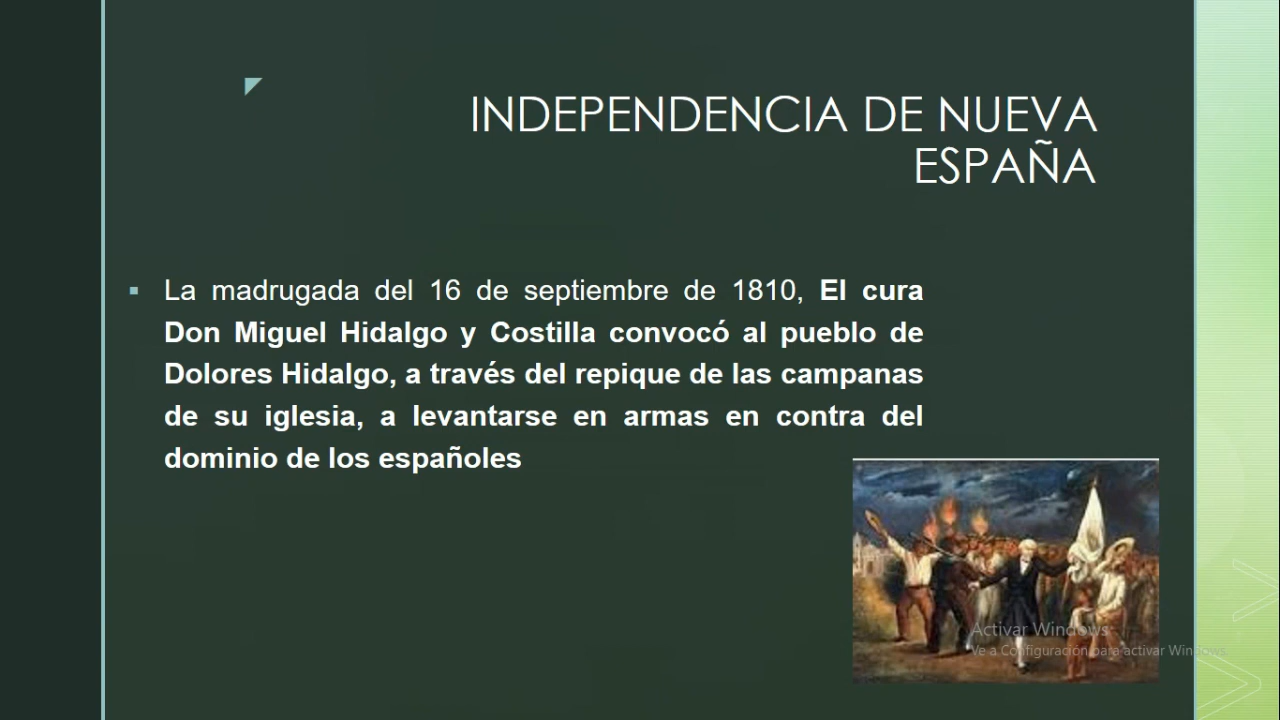 INDEPENDENCIA DE NUEVA
ESPAÑA
La madrugada del 16 de septiembre de 1810, El cura
Don Miguel Hidalgo y Costilla convocó al pueblo de
Dolores Hidalgo, a través del repique de las campanas
de su iglesia, a levantarse en armas en contra del
dominio de los españoles
Activar Windows
Ve a Configuración para activar Windows.